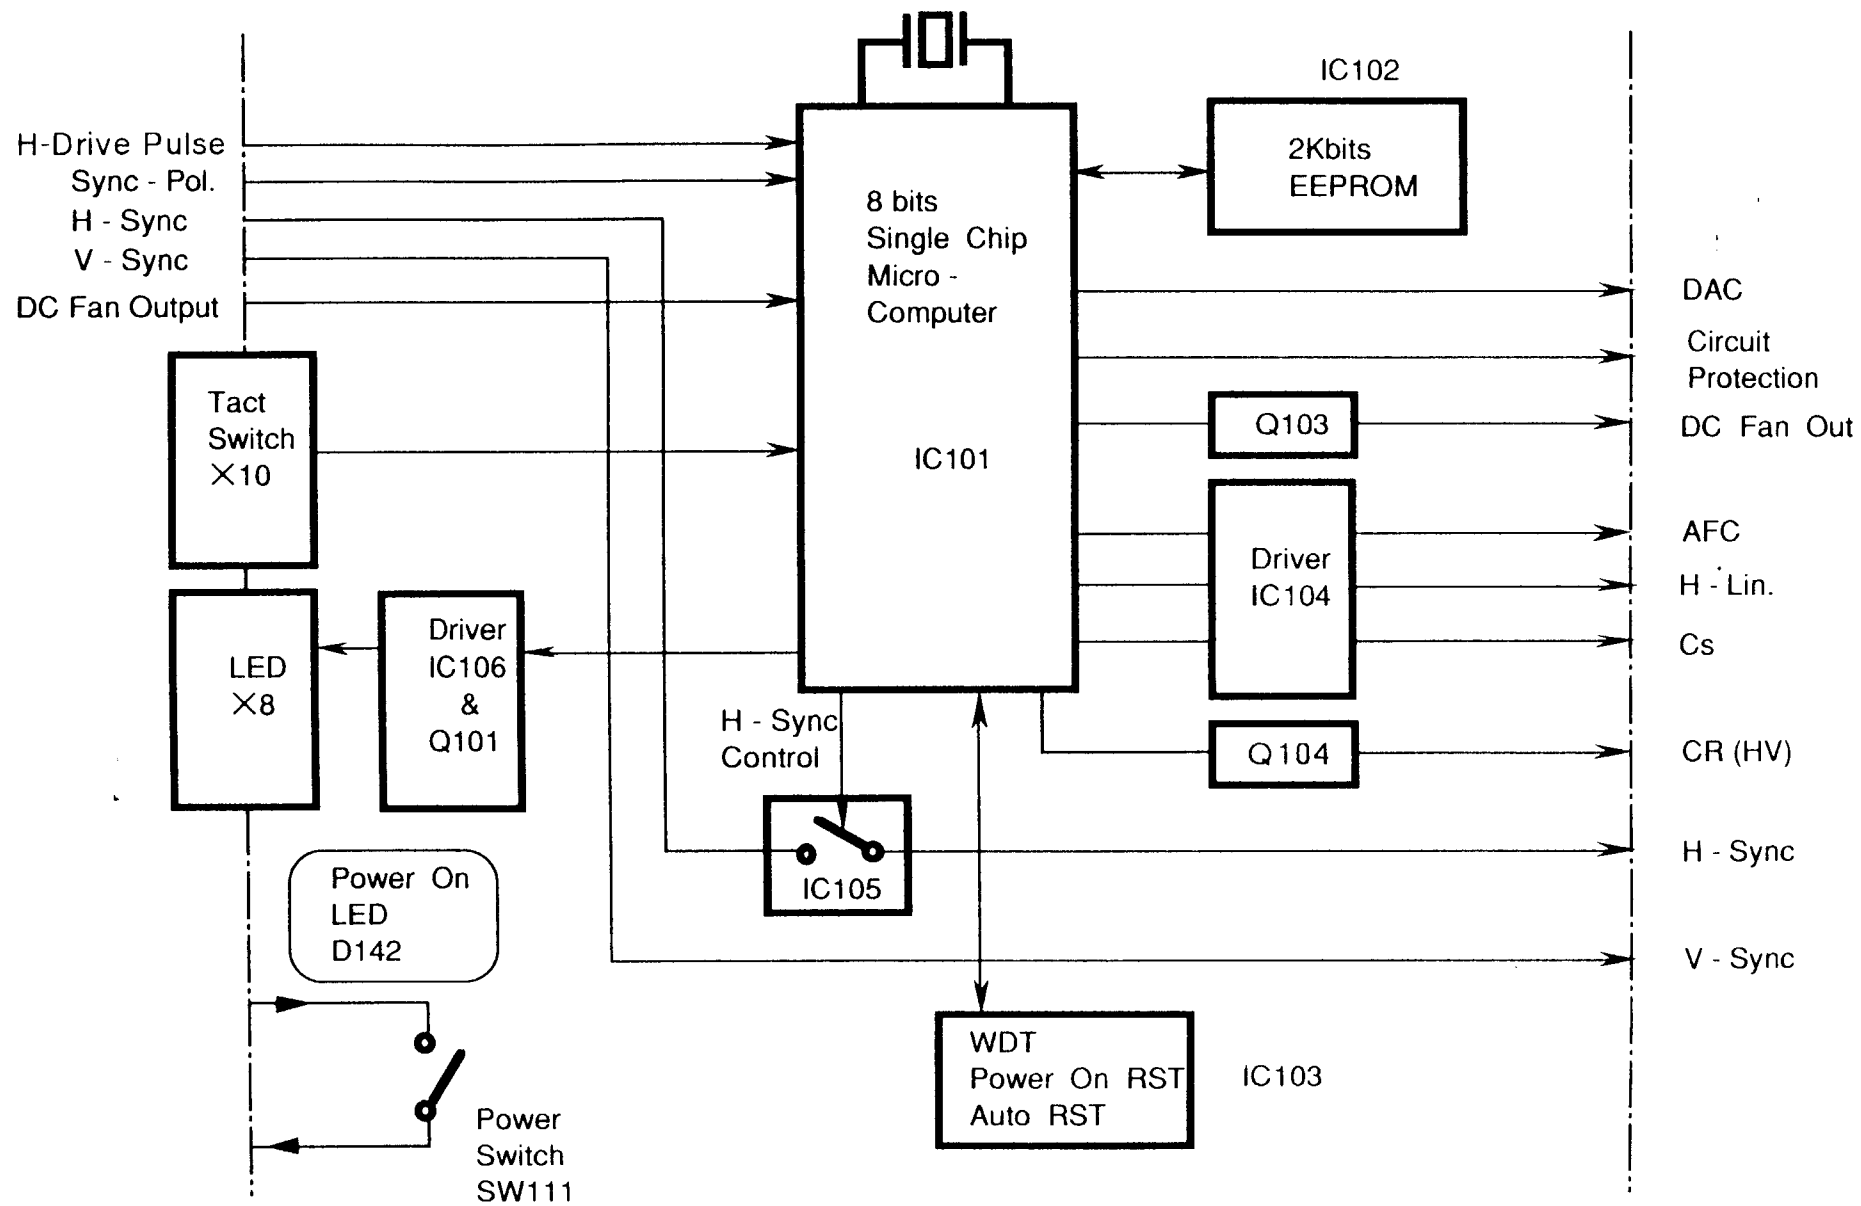 IC102
H-Drive Pulse
Sync - Pol.
H - Sync
V - Sync
DC Fan Output
Tact
Switch
×10
LED
×8
Driver
IC106
&
Q101
Power On
LED
D142
Power
Switch
SW111
8 bits
Single Chip
Micro -
Computer
IC101
H - Sync
Control
IC105
WDT
Power On RST
Auto RST
IC103
2Kbits
EEPROM
Q103
Driver
IC104
Q104
DAC
Circuit
Protection
DC Fan Out
AFC
H - Lin.
Cs
CR (HV)
H - Sync
V - Sync